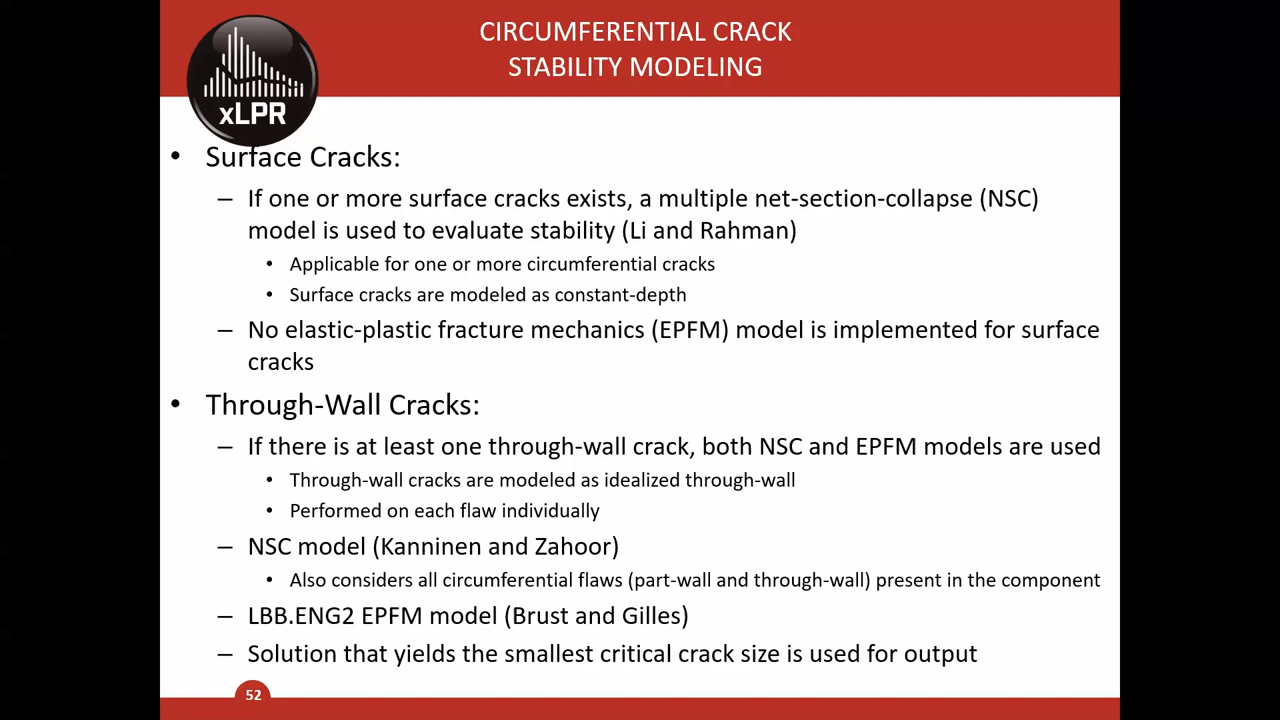 CIRCUMFERENTIAL CRACK
STABILITY MODELING
xLPR
• Surface Cracks:
– If one or more surface cracks exists, a multiple net-section-collapse (NSC)
model is used to evaluate stability (Li and Rahman)
• Applicable for one or more circumferential cracks
• Surface cracks are modeled as constant-depth
– No elastic-plastic fracture mechanics (EPFM) model is implemented for surface
cracks
• Through-Wall Cracks:
– If there is at least one through-wall crack, both NSC and EPFM models are used
• Through-wall cracks are modeled as idealized through-wall
• Performed on each flaw individually
– NSC model (Kanninen and Zahoor)
• Also considers all circumferential flaws (part-wall and through-wall) present in the component
– LBB.ENG2 EPFM model (Brust and Gilles)
– Solution that yields the smallest critical crack size is used for output
52